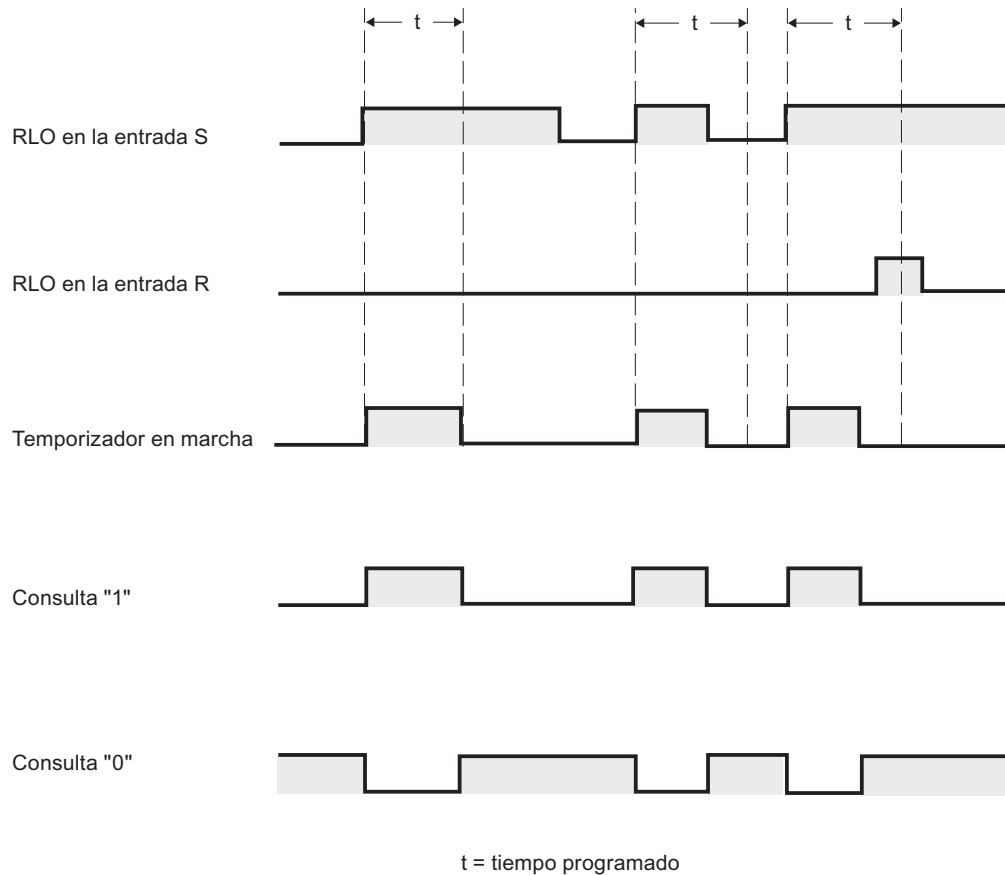 t t t
RLO en la entrada S
RLO en la entrada R
Temporizador en marcha
Consulta "1"
Consulta "0"
t = tiempo programado